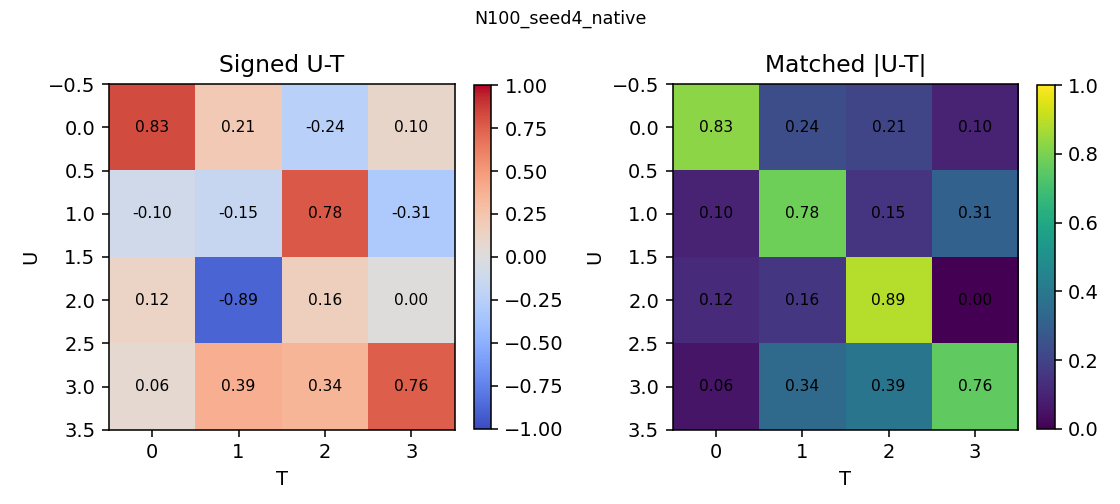 N100_seed4_native
Signed U-T
Matched |U-T|
−0.5
0.0
0.5
1.0
1.5
2.0
2.5
3.0
3.5
U
0.83 0.21 -0.24 0.10
-0.10 -0.15 0.78 -0.31
0.12 -0.89 0.16 0.00
0.06 0.39 0.34 0.76
0 1 2 3
T
1.00
0.75
0.50
0.25
0.00
−0.25
−0.50
−0.75
−1.00
−0.5
0.0
0.5
1.0
1.5
2.0
2.5
3.0
3.5
U
0.83 0.24 0.21 0.10
0.10 0.78 0.15 0.31
0.12 0.16 0.89 0.00
0.06 0.34 0.39 0.76
0 1 2 3
T
1.0
0.8
0.6
0.4
0.2
0.0